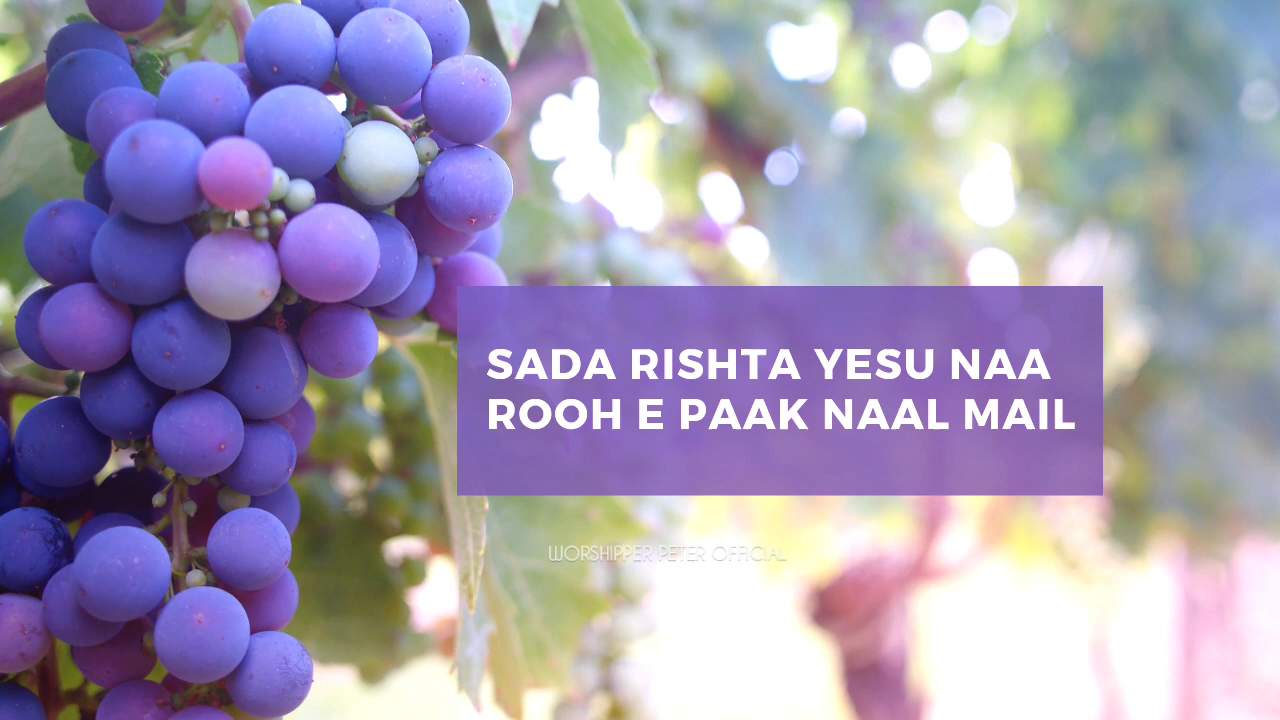 SADA RISHTA YESU NAA
ROOH E PAAK NAAL MAIL
WORSHIPPER PETER OFFICIAL